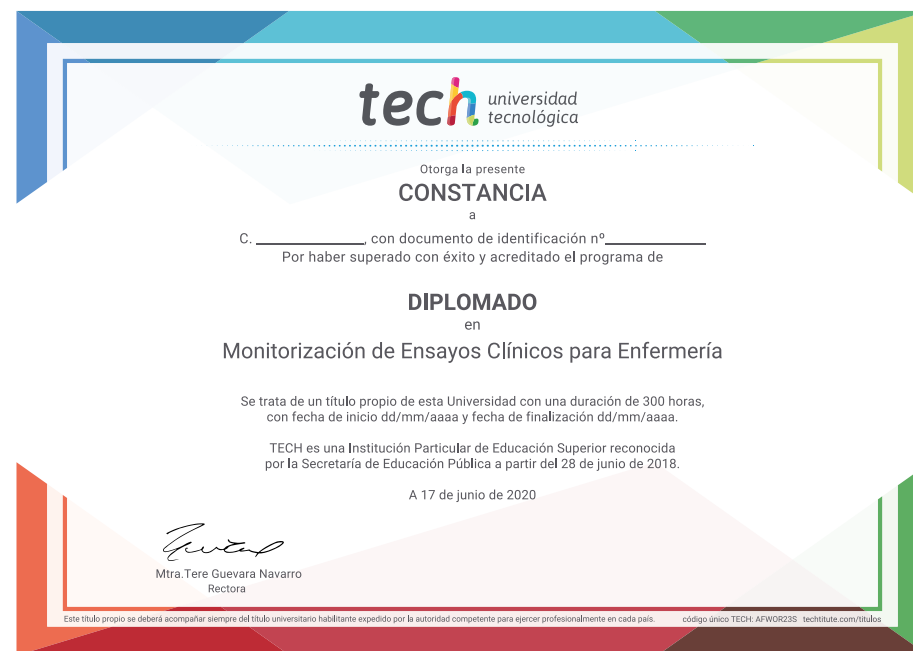 tech universidad
tecnológica
Otorga la presente
CONSTANCIA
a
C. ____________, con documento de identificación nº____________
Por haber superado con éxito y acreditado el programa de
DIPLOMADO
en
Monitorización de Ensayos Clínicos para Enfermería
Se trata de un título propio de esta Universidad con una duración de 300 horas,
con fecha de inicio dd/mm/aaaa y fecha de finalización dd/mm/aaaa.
TECH es una Institución Particular de Educación Superior reconocida
por la Secretaría de Educación Pública a partir del 28 de junio de 2018.
A 17 de junio de 2020
Mtra.Tere Guevara Navarro
Rectora
Este título propio se deberá acompañar siempre del título universitario habilitante expedido por la autoridad competente para ejercer profesionalmente en cada país. código único TECH: AFWOR23S techtitute.com/titulos